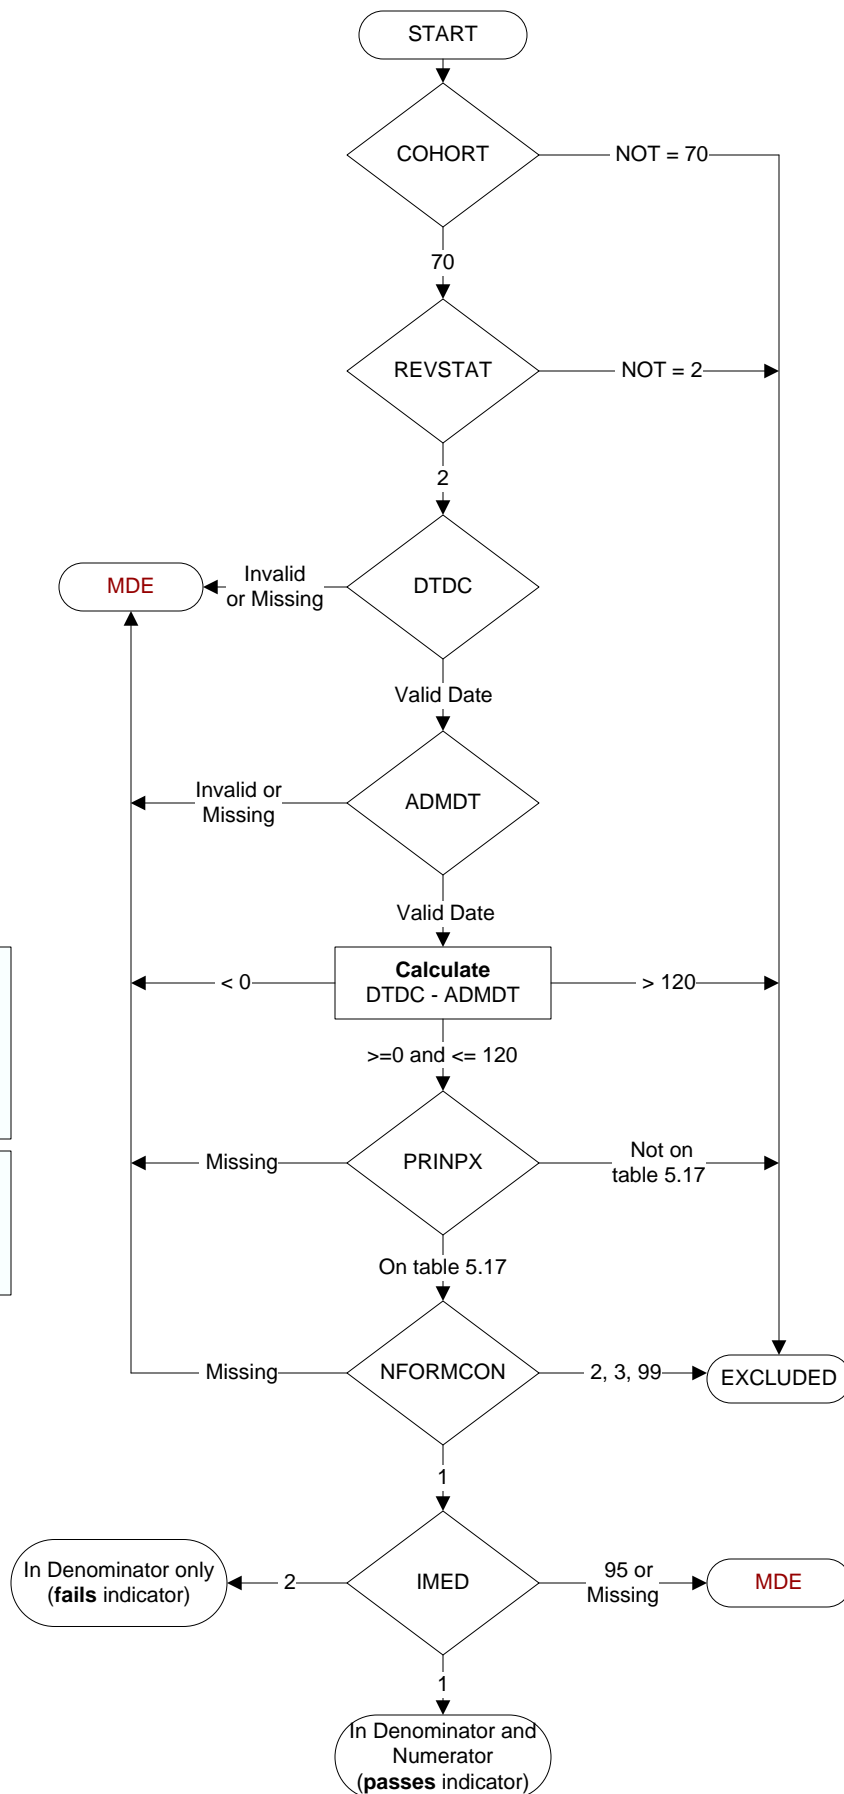 START
COHORT
NOT = 70
70
REVSTAT
NOT = 2
2
MDE
Invalid
or Missing
DTDC
Valid Date
Invalid or
Missing
ADMDT
Valid Date
< 0
Calculate
DTDC - ADMDT
> 120
>=0 and <= 120
Missing
PRINPX
Not on
table 5.17
On table 5.17
Missing
NFORMCON
2, 3, 99
EXCLUDED
1
In Denominator only
(fails indicator)
2
IMED
95 or
Missing
MDE
1
In Denominator and
Numerator
(passes indicator)